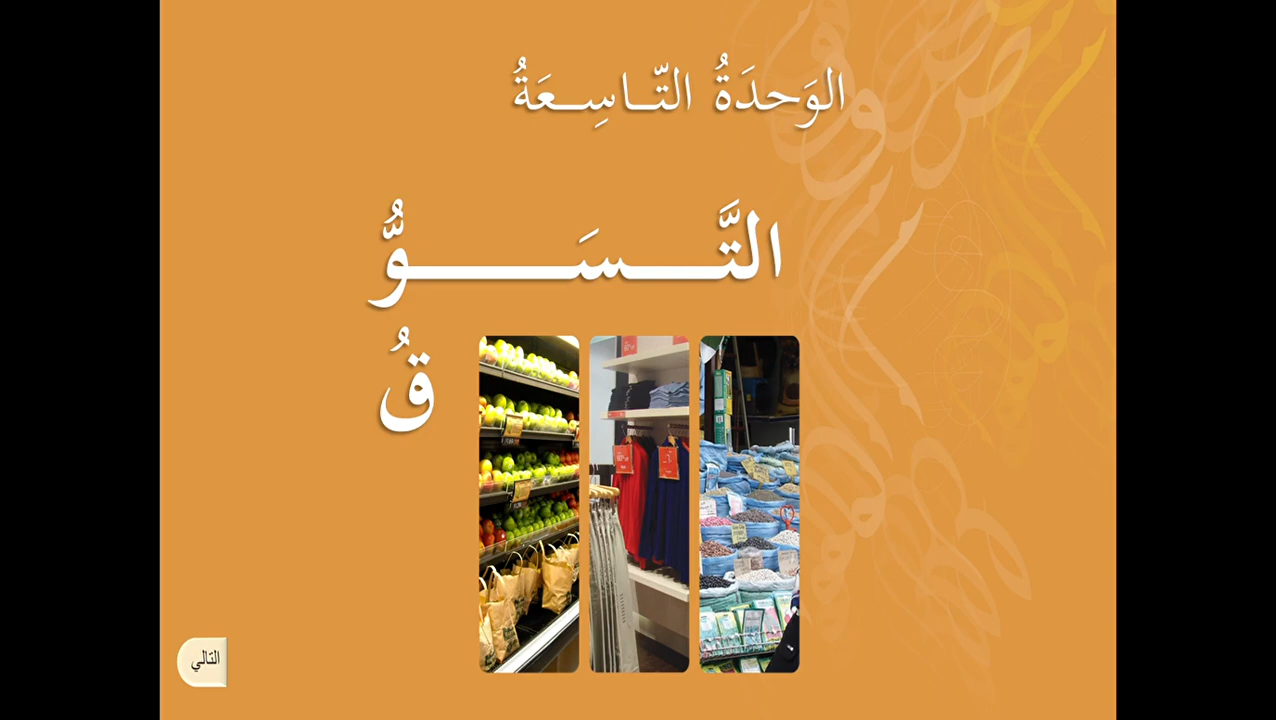 الوَحدَةُ التّاسِعَةُ
التَّسَوُّ
قُ
التالي